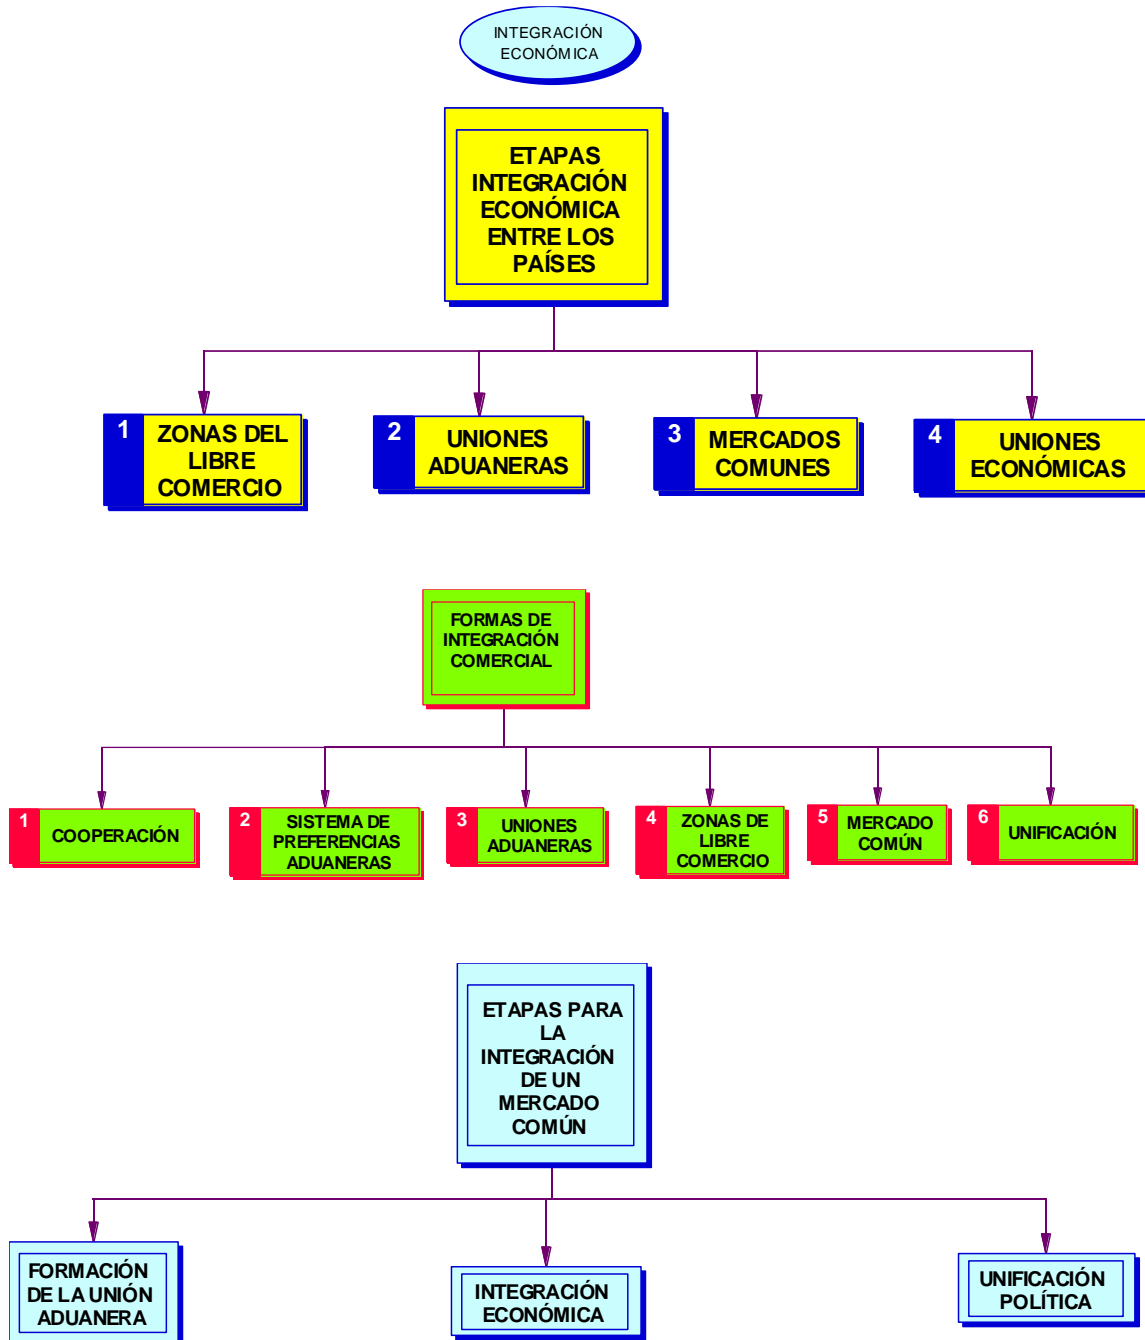 INTEGRACIÓN
ECONÓMICA
ETAPAS
INTEGRACIÓN
ECONÓMICA
ENTRE LOS
PAÍSES
1
ZONAS DEL
LIBRE
COMERCIO
2
UNIONES
ADUANERAS
3
MERCADOS
COMUNES
4
UNIONES
ECONÓMICAS
FORMAS DE
INTEGRACIÓN
COMERCIAL
1
COOPERACIÓN
2
SISTEMA DE
PREFERENCIAS
ADUANERAS
3
UNIONES
ADUANERAS
4
ZONAS DE
LIBRE
COMERCIO
5
MERCADO
COMÚN
6
UNIFICACIÓN
ETAPAS PARA
LA
INTEGRACIÓN
DE UN
MERCADO
COMÚN
FORMACIÓN
DE LA UNIÓN
ADUANERA
INTEGRACIÓN
ECONÓMICA
UNIFICACIÓN
POLÍTICA